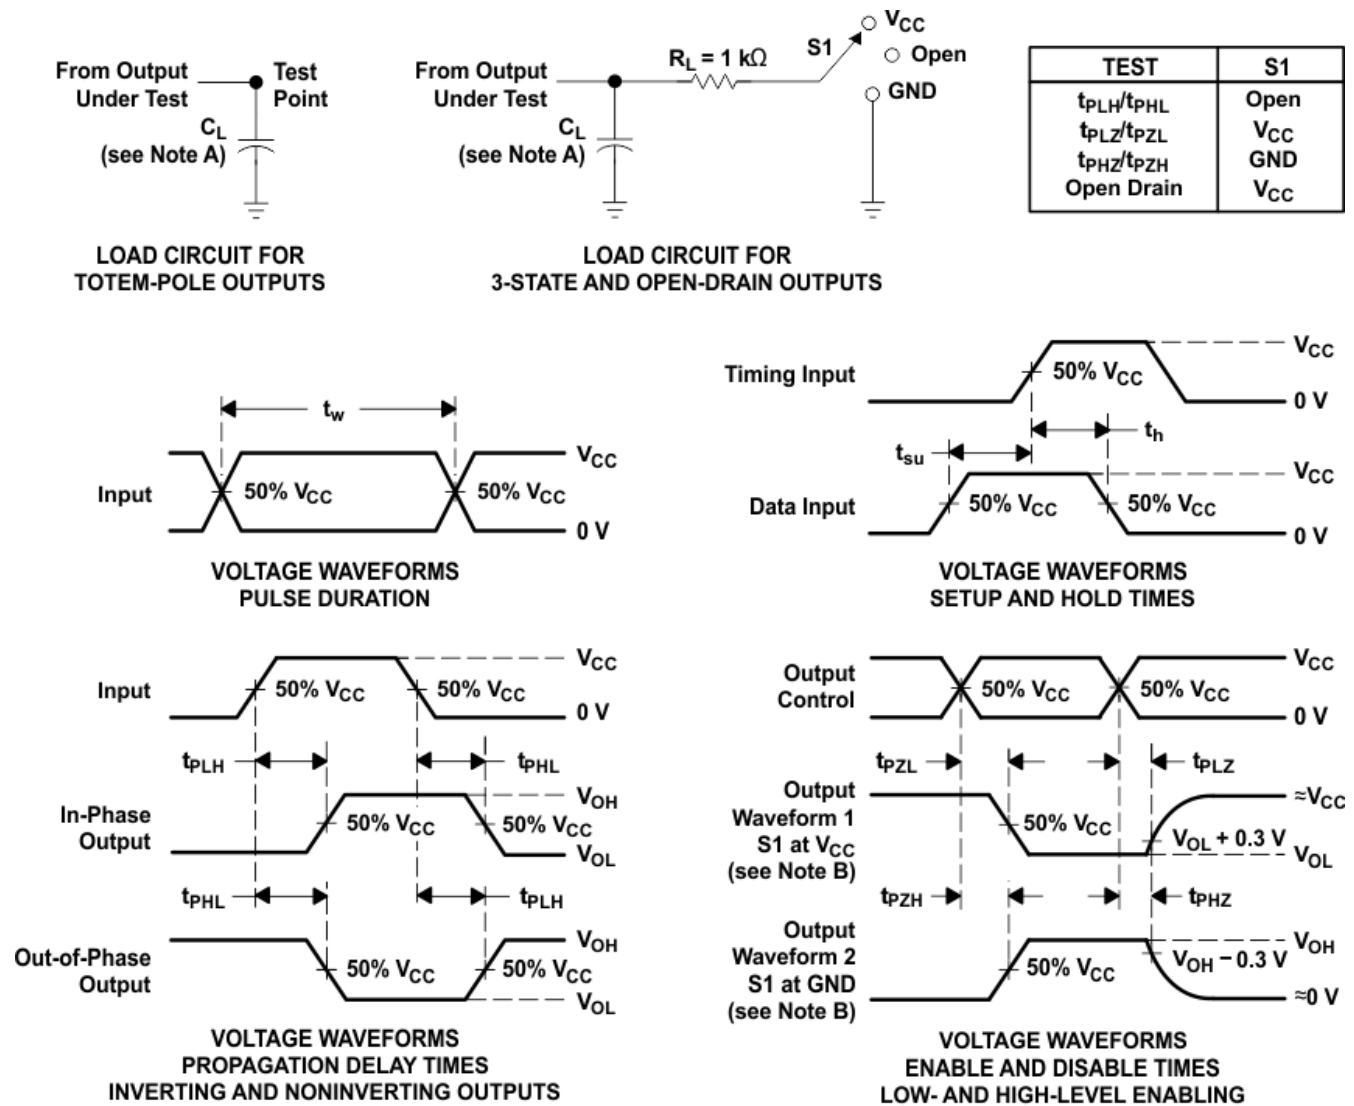 From Output
Under Test
Test
Point
CL
(see Note A)
LOAD CIRCUIT FOR
TOTEM-POLE OUTPUTS
From Output
Under Test
RL = 1 kΩ
S1
VCC
Open
GND
CL
(see Note A)
LOAD CIRCUIT FOR
3-STATE AND OPEN-DRAIN OUTPUTS
TEST S1
tPLH/tPHL Open
tPLZ/tPZL VCC
tPHZ/tPZH GND
Open Drain VCC
tw
Input
50% VCC
50% VCC
VCC
0 V
VOLTAGE WAVEFORMS
PULSE DURATION
Timing Input
50% VCC
VCC
0 V
th
tsu
Data Input
50% VCC
50% VCC
VCC
0 V
VOLTAGE WAVEFORMS
SETUP AND HOLD TIMES
Input
50% VCC
50% VCC
VCC
0 V
tPLH
tPHL
In-Phase
Output
50% VCC
50% VCC
VOH
VOL
tPHL
tPLH
Out-of-Phase
Output
50% VCC
50% VCC
VOH
VOL
VOLTAGE WAVEFORMS
PROPAGATION DELAY TIMES
INVERTING AND NONINVERTING OUTPUTS
Output
Control
50% VCC
50% VCC
VCC
0 V
tPZL
tPLZ
Output
Waveform 1
S1 at VCC
(see Note B)
50% VCC
VOL + 0.3 V
≈VCC
VOL
tPZH
tPHZ
Output
Waveform 2
S1 at GND
(see Note B)
50% VCC
VOH − 0.3 V
VOH
≈0 V
VOLTAGE WAVEFORMS
ENABLE AND DISABLE TIMES
LOW- AND HIGH-LEVEL ENABLING